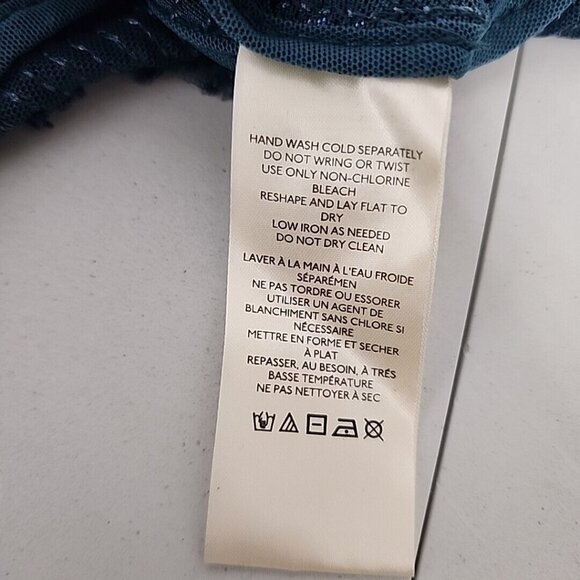 HAND WASH COLD SEPARATELY
DO NOT WRING OR TWIST
USE ONLY NON-CHLORINE
BLEACH
RESHAPE AND LAY FLAT TO
DRY
LOW IRON AS NEEDED
DO NOT DRY CLEAN
LAVER À LA MAIN À L'EAU FROIDE
SÉPARÉMEN
NE PAS TORDRE OU ESSORER
UTILISER UN AGENT DE
BLANCHIMENT SANS CHLORE SI
NÉCESSAIRE
METTRE EN FORME ET SECHER
À PLAT
REPASSER, AU BESOIN, À TRÉS
BASSE TEMPÉRATURE
NE PAS NETTOYER À SEC